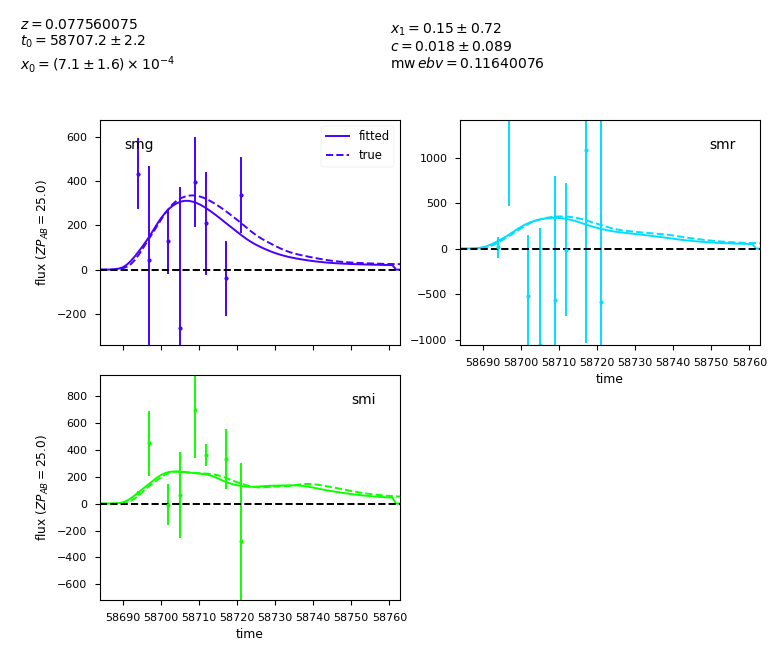 z = 0.077560075
t₀ = 58707.2 ± 2.2
x₀ = (7.1 ± 1.6) × 10⁻⁴
x₁ = 0.15 ± 0.72
c = 0.018 ± 0.089
mw ebv = 0.11640076
smg
fitted
true
600
400
200
0
−200
flux (ZP_AB = 25.0)
smr
1000
500
0
−500
−1000
58690 58700 58710 58720 58730 58740 58750 58760
time
smi
800
600
400
200
0
−200
−400
−600
flux (ZP_AB = 25.0)
58690 58700 58710 58720 58730 58740 58750 58760
time